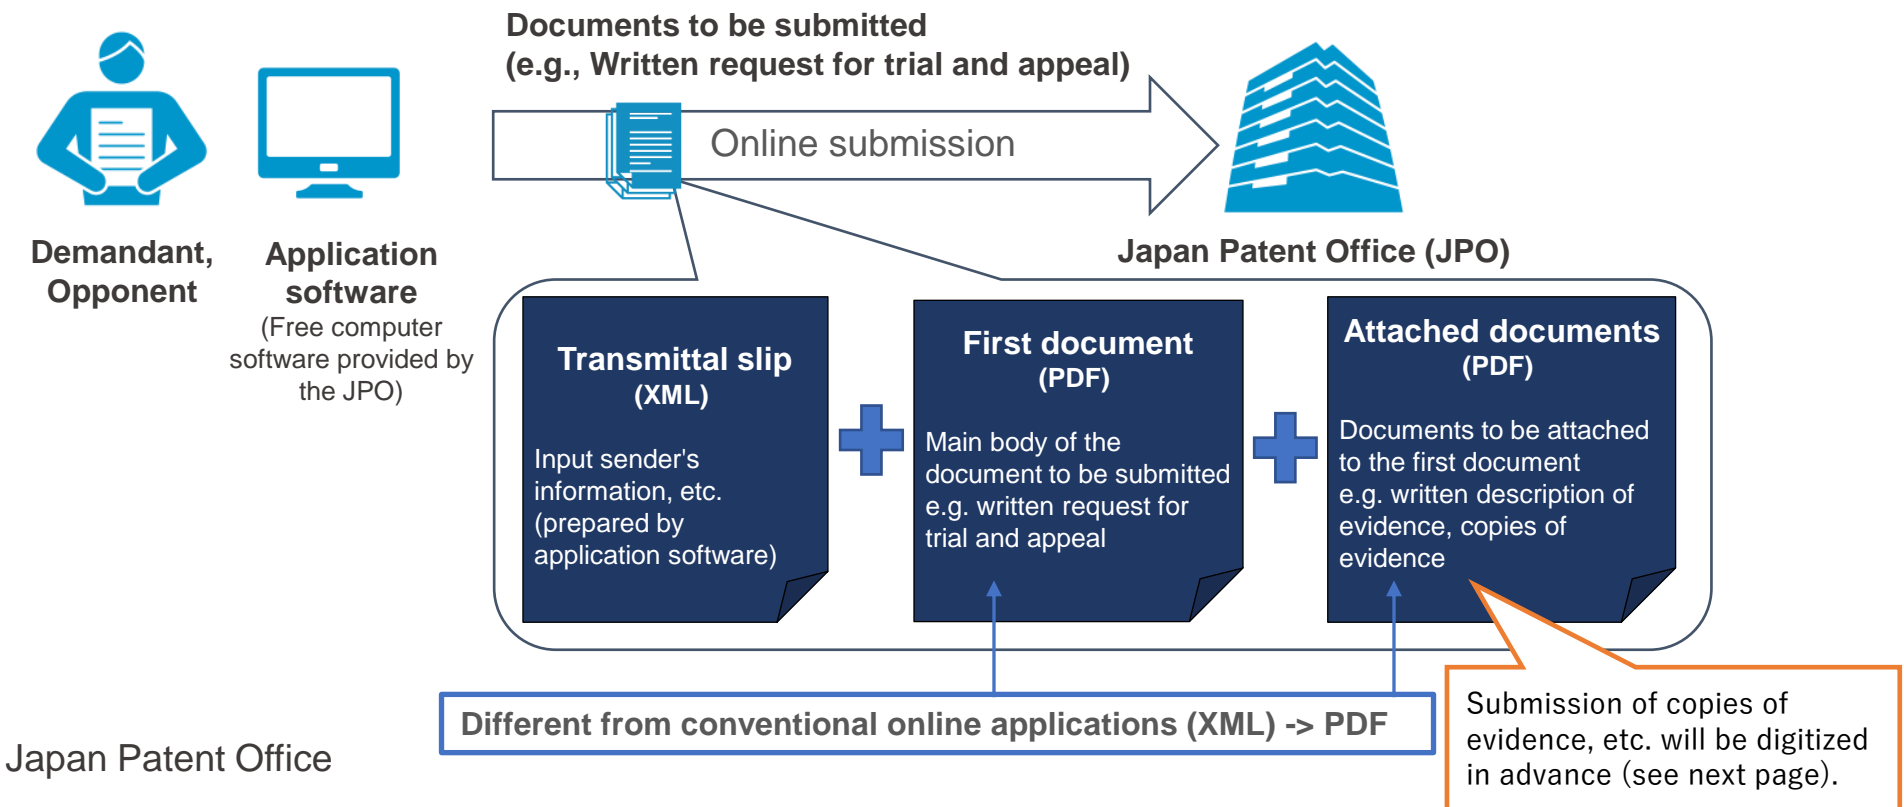 Documents to be submitted
(e.g., Written request for trial and appeal)
Online submission
Demandant,
Opponent
Application
software
(Free computer
software provided by
the JPO)
Japan Patent Office (JPO)
Transmittal slip
(XML)
Input sender's
information, etc.
(prepared by
application software)
First document
(PDF)
Main body of the
document to be submitted
e.g. written request for
trial and appeal
Attached documents
(PDF)
Documents to be attached
to the first document
e.g. written description of
evidence, copies of
evidence
Different from conventional online applications (XML) -> PDF
Submission of copies of
evidence, etc. will be digitized
in advance (see next page).
Japan Patent Office